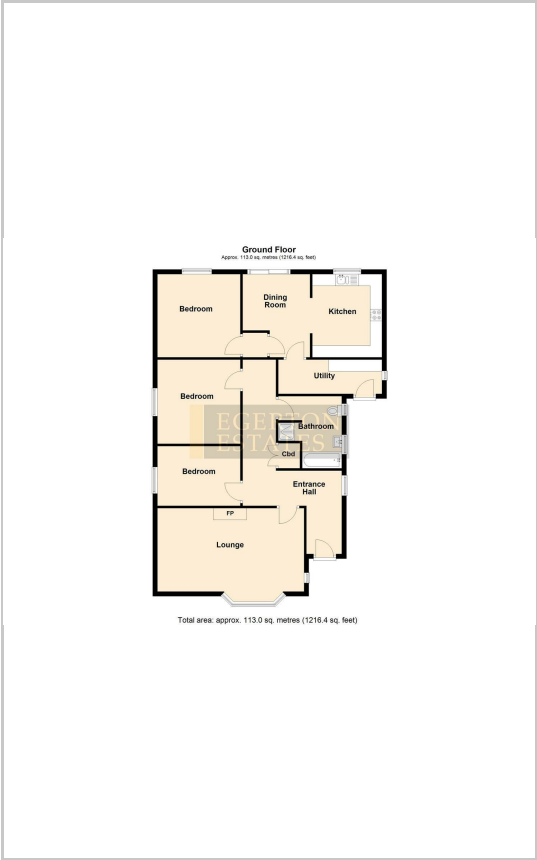 Ground Floor
Approx. 113.0 sq. metres (1216.4 sq. feet)
Bedroom
Dining
Room
Kitchen
Utility
Bedroom
EGERTON
ESTATES
Bathroom
Cbd
Bedroom
Entrance
Hall
FP
Lounge
Total area: approx. 113.0 sq. metres (1216.4 sq. feet)